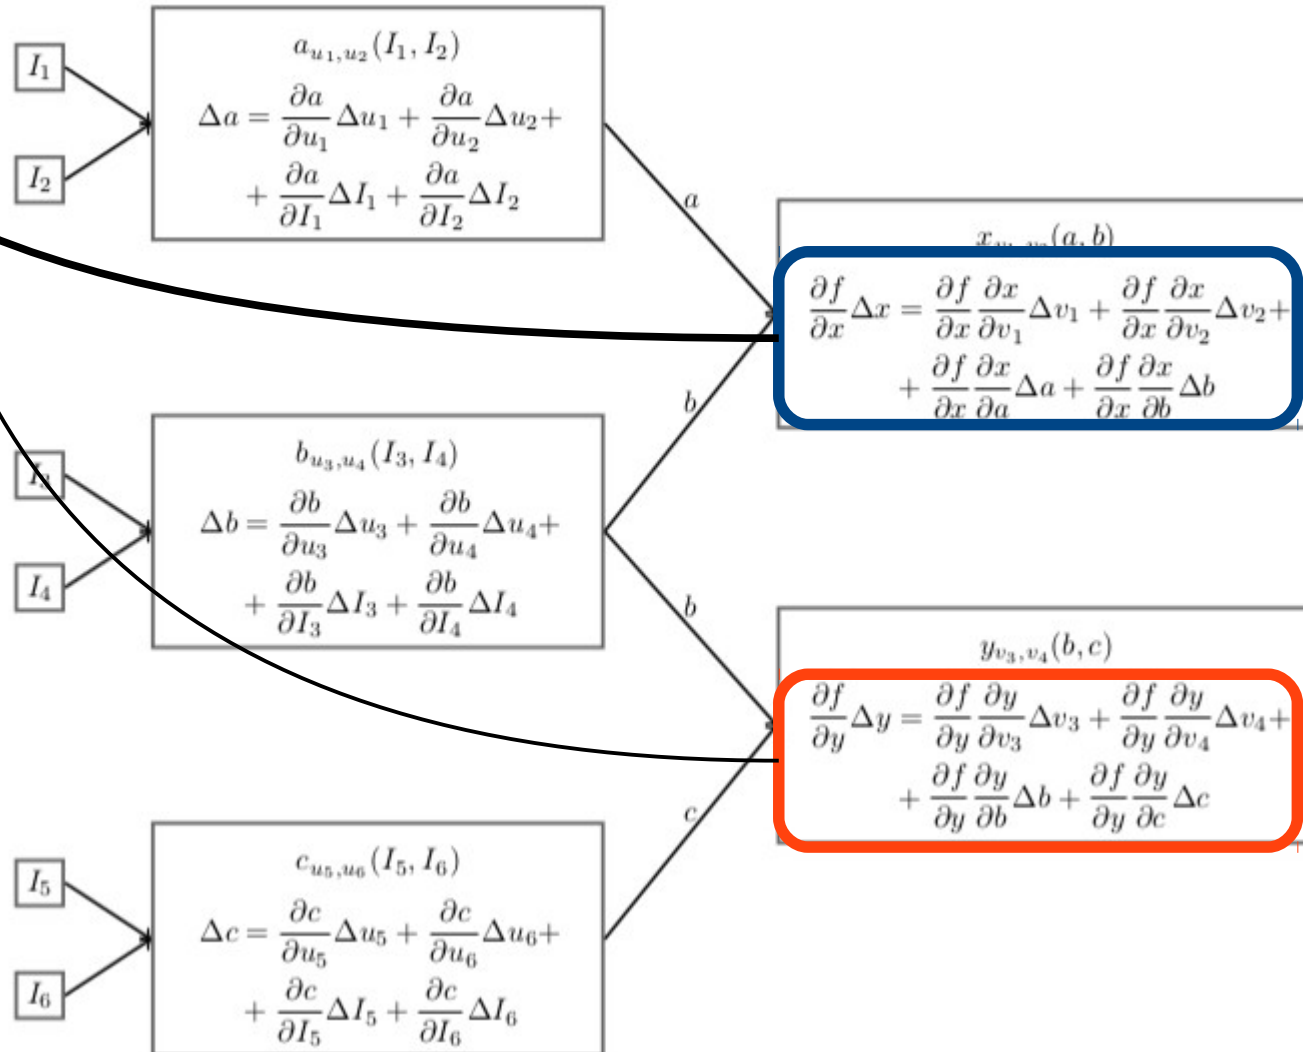 I₁
I₂
a_{u₁,u₂}(I₁, I₂)
Δa = ∂a/∂u₁ Δu₁ + ∂a/∂u₂ Δu₂+
+ ∂a/∂I₁ ΔI₁ + ∂a/∂I₂ ΔI₂
a
(a, b)
∂f/∂x Δx = ∂f/∂x ∂x/∂v₁ Δv₁ + ∂f/∂x ∂x/∂v₂ Δv₂+
+ ∂f/∂x ∂x/∂a Δa + ∂f/∂x ∂x/∂b Δb
b
I₄
b_{u₃,u₄}(I₃, I₄)
Δb = ∂b/∂u₃ Δu₃ + ∂b/∂u₄ Δu₄+
+ ∂b/∂I₃ ΔI₃ + ∂b/∂I₄ ΔI₄
b
y_{v₃,v₄}(b, c)
∂f/∂y Δy = ∂f/∂y ∂y/∂v₃ Δv₃ + ∂f/∂y ∂y/∂v₄ Δv₄+
+ ∂f/∂y ∂y/∂b Δb + ∂f/∂y ∂y/∂c Δc
c
I₅
I₆
c_{u₅,u₆}(I₅, I₆)
Δc = ∂c/∂u₅ Δu₅ + ∂c/∂u₆ Δu₆+
+ ∂c/∂I₅ ΔI₅ + ∂c/∂I₆ ΔI₆